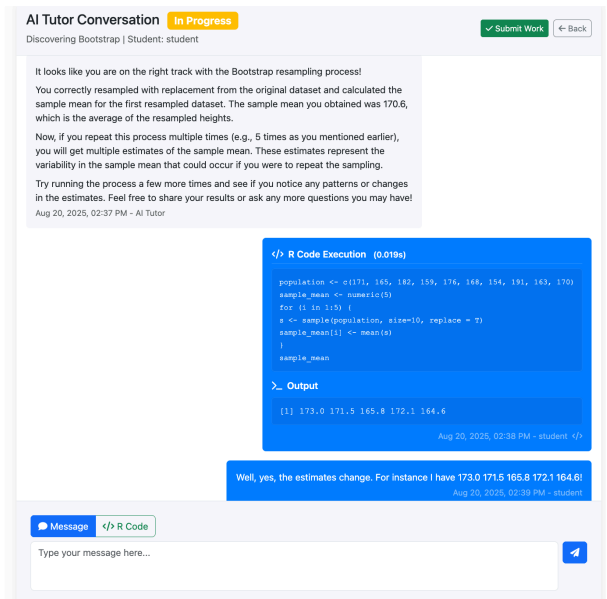 AI Tutor Conversation In Progress
Discovering Bootstrap | Student: student
✓ Submit Work
← Back
It looks like you are on the right track with the Bootstrap resampling process!
You correctly resampled with replacement from the original dataset and calculated the
sample mean for the first resampled dataset. The sample mean you obtained was 170.6,
which is the average of the resampled heights.
Now, if you repeat this process multiple times (e.g., 5 times as you mentioned earlier),
you will get multiple estimates of the sample mean. These estimates represent the
variability in the sample mean that could occur if you were to repeat the sampling.
Try running the process a few more times and see if you notice any patterns or changes
in the estimates. Feel free to share your results or ask any more questions you may have!
Aug 20, 2025, 02:37 PM – AI Tutor
</> R Code Execution (0.019s)
population <- c(171, 165, 182, 159, 176, 168, 154, 191, 163, 170)
sample_mean <- numeric(5)
for (i in 1:5) {
s <- sample(population, size=10, replace = T)
sample_mean[i] <- mean(s)
}
sample_mean
>_ Output
[1] 173.0 171.5 165.8 172.1 164.6
Aug 20, 2025, 02:38 PM – student </>
Well, yes, the estimates change. For instance I have 173.0 171.5 165.8 172.1 164.6!
Aug 20, 2025, 02:39 PM – student
Message
</> R Code
Type your message here...